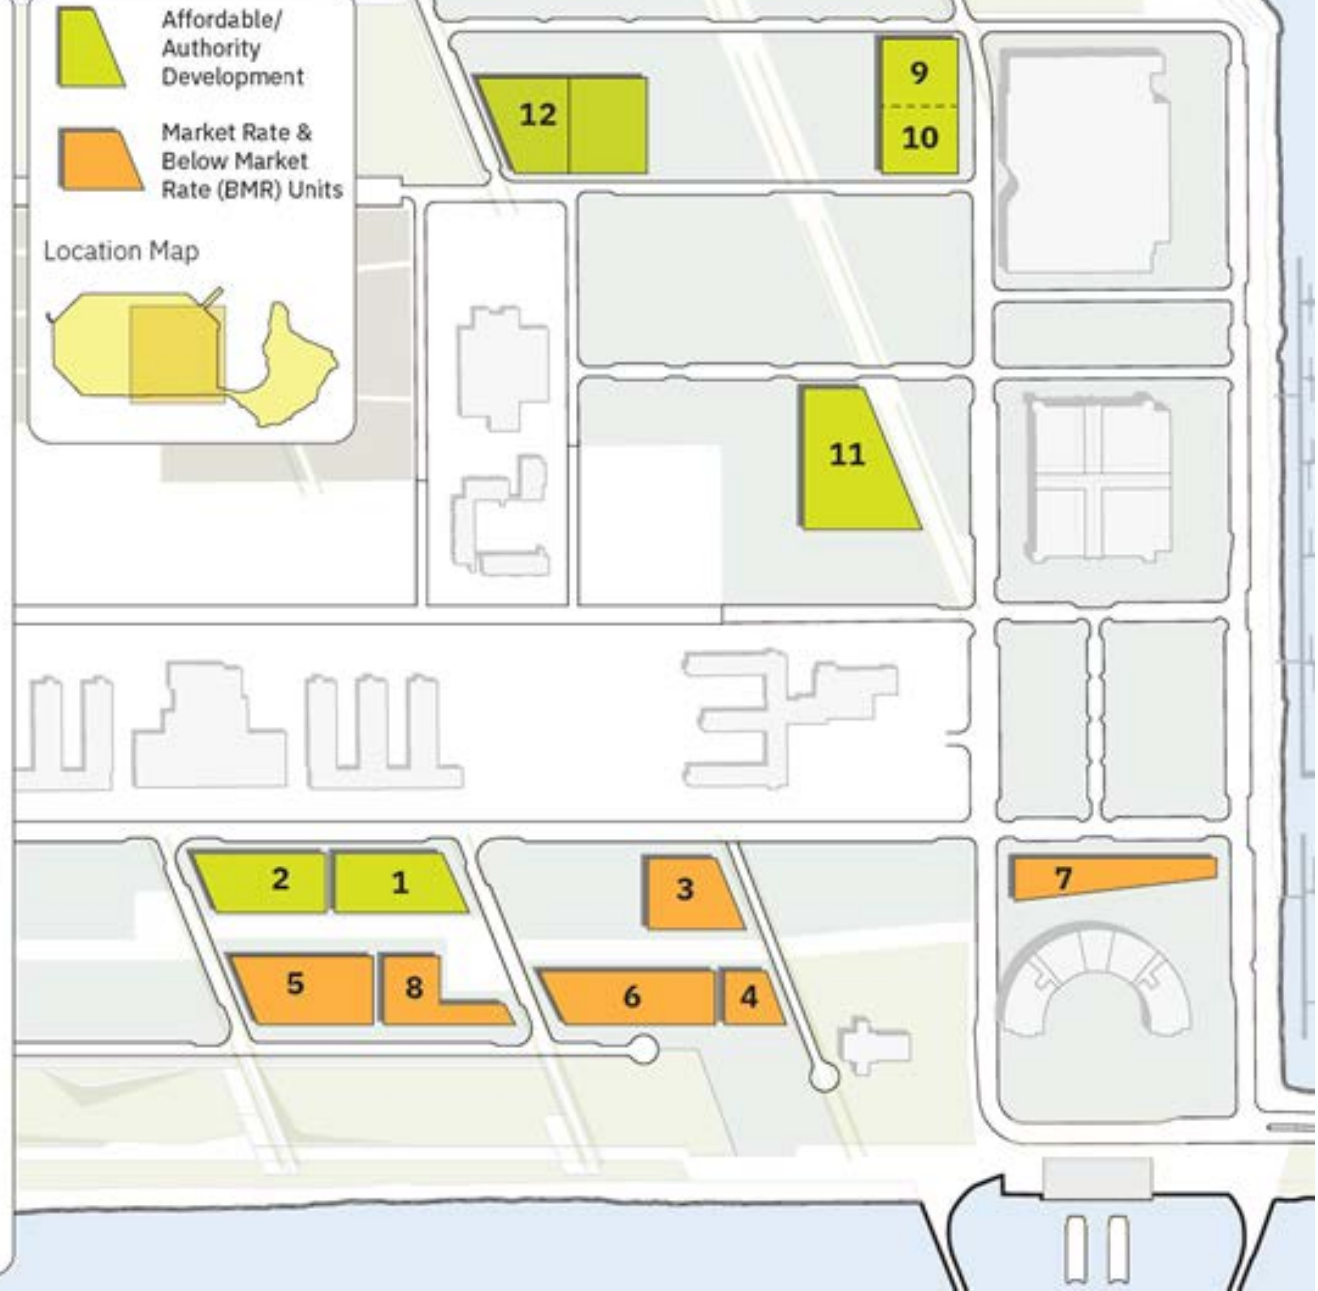 Affordable/
Authority
Development
Market Rate &
Below Market
Rate (BMR) Units
Location Map
12
9
10
11
2
1
3
7
5
8
6
4